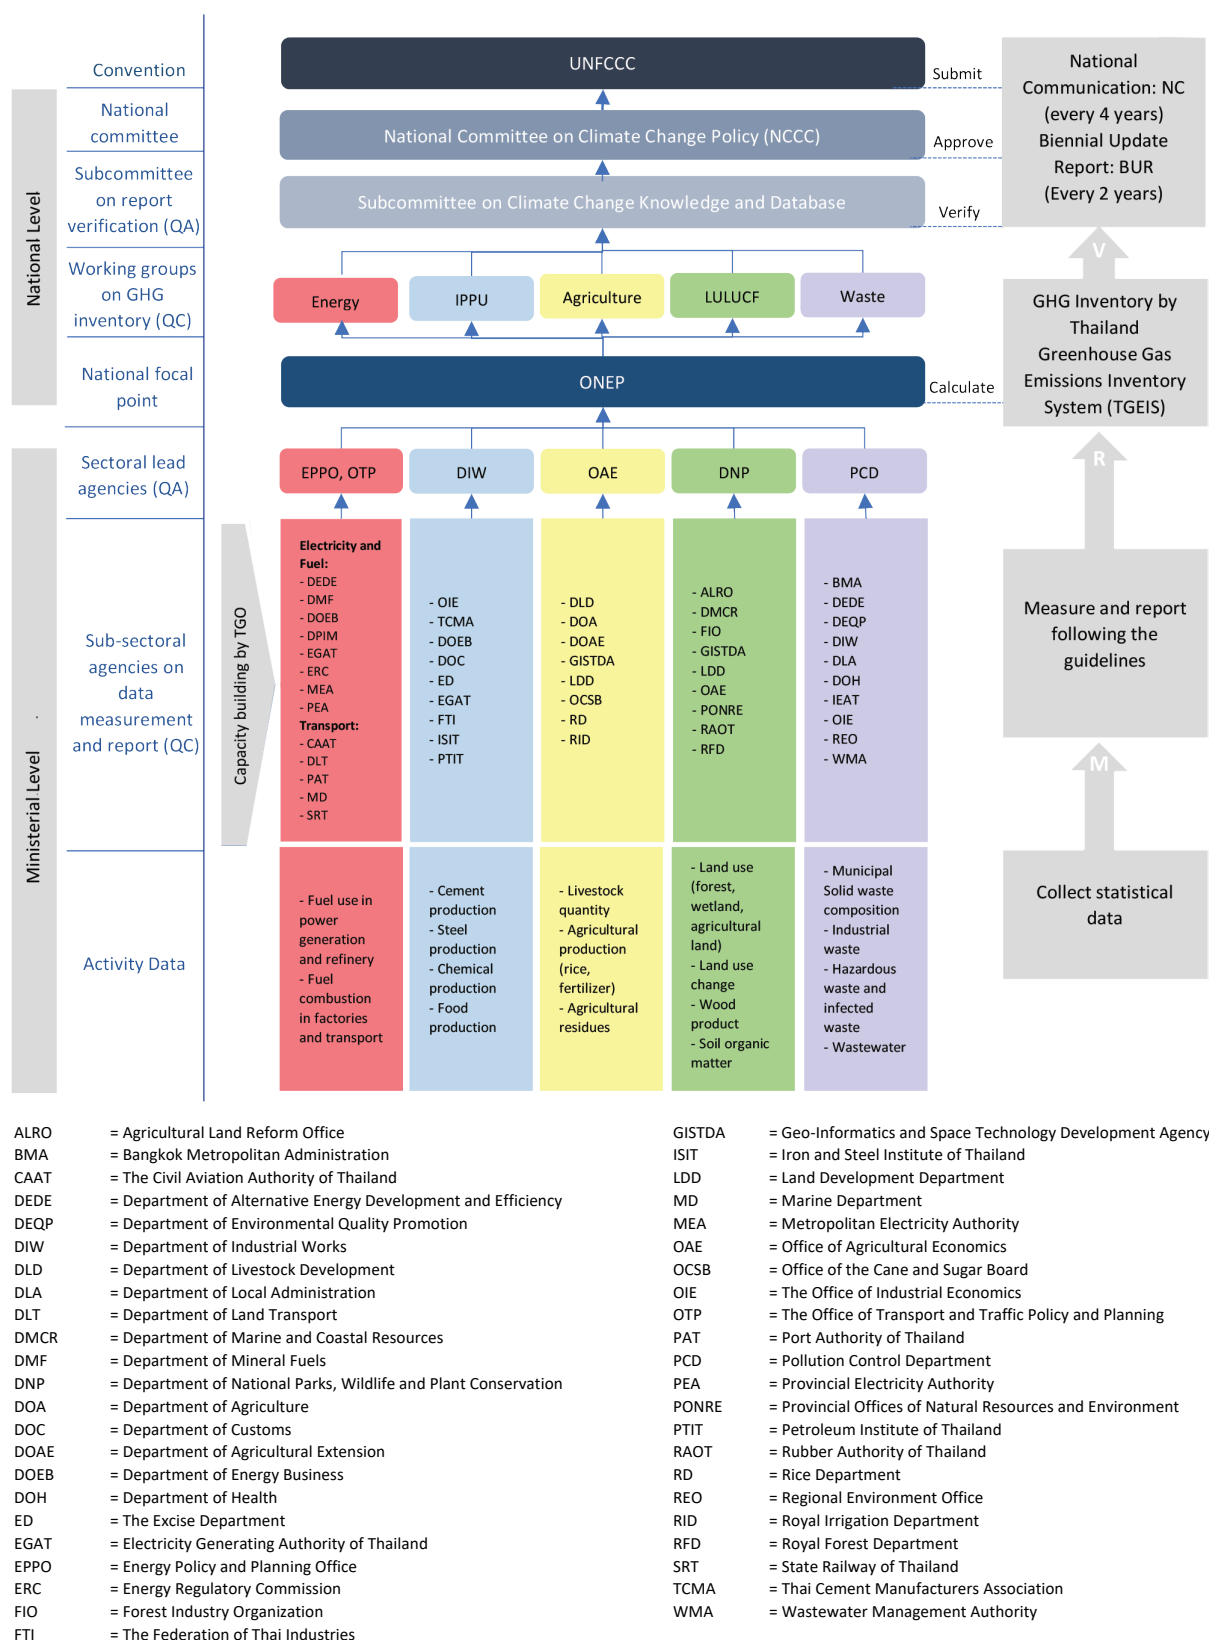 Convention
National
committee
Subcommittee
on report
verification (QA)
Working groups
on GHG
inventory (QC)
National focal
point
Sectoral lead
agencies (QA)
Sub-sectoral
agencies on
data
measurement
and report (QC)
Activity Data
National Level
Ministerial Level
Capacity building by TGO
UNFCCC
National Committee on Climate Change Policy (NCCC)
Subcommittee on Climate Change Knowledge and Database
Energy
IPPU
Agriculture
LULUCF
Waste
ONEP
EPPO, OTP
DIW
OAE
DNP
PCD
Electricity and
Fuel:
- DEDE
- DMF
- DOEB
- DPIM
- EGAT
- ERC
- MEA
- PEA
Transport:
- CAAT
- DLT
- PAT
- MD
- SRT
- OIE
- TCMA
- DOEB
- DOC
- ED
- EGAT
- FTI
- ISIT
- PTIT
- DLD
- DOA
- DOAE
- GISTDA
- LDD
- OCSB
- RD
- RID
- ALRO
- DMCR
- FIO
- GISTDA
- LDD
- OAE
- PONRE
- RAOT
- RFD
- BMA
- DEDE
- DEQP
- DIW
- DLA
- DOH
- IEAT
- OIE
- REO
- WMA
- Fuel use in
power
generation
and refinery
- Fuel
combustion
in factories
and transport
- Cement
production
- Steel
production
- Chemical
production
- Food
production
- Livestock
quantity
- Agricultural
production
(rice,
fertilizer)
- Agricultural
residues
- Land use
(forest,
wetland,
agricultural
land)
- Land use
change
- Wood
product
- Soil organic
matter
- Municipal
Solid waste
composition
- Industrial
waste
- Hazardous
waste and
infected
waste
- Wastewater
Submit
Approve
Verify
Calculate
National
Communication: NC
(every 4 years)
Biennial Update
Report: BUR
(Every 2 years)
V
GHG Inventory by
Thailand
Greenhouse Gas
Emissions Inventory
System (TGEIS)
R
Measure and report
following the
guidelines
M
Collect statistical
data
ALRO = Agricultural Land Reform Office
BMA = Bangkok Metropolitan Administration
CAAT = The Civil Aviation Authority of Thailand
DEDE = Department of Alternative Energy Development and Efficiency
DEQP = Department of Environmental Quality Promotion
DIW = Department of Industrial Works
DLD = Department of Livestock Development
DLA = Department of Local Administration
DLT = Department of Land Transport
DMCR = Department of Marine and Coastal Resources
DMF = Department of Mineral Fuels
DNP = Department of National Parks, Wildlife and Plant Conservation
DOA = Department of Agriculture
DOC = Department of Customs
DOAE = Department of Agricultural Extension
DOEB = Department of Energy Business
DOH = Department of Health
ED = The Excise Department
EGAT = Electricity Generating Authority of Thailand
EPPO = Energy Policy and Planning Office
ERC = Energy Regulatory Commission
FIO = Forest Industry Organization
FTI = The Federation of Thai Industries
GISTDA = Geo-Informatics and Space Technology Development Agency
ISIT = Iron and Steel Institute of Thailand
LDD = Land Development Department
MD = Marine Department
MEA = Metropolitan Electricity Authority
OAE = Office of Agricultural Economics
OCSB = Office of the Cane and Sugar Board
OIE = The Office of Industrial Economics
OTP = The Office of Transport and Traffic Policy and Planning
PAT = Port Authority of Thailand
PCD = Pollution Control Department
PEA = Provincial Electricity Authority
PONRE = Provincial Offices of Natural Resources and Environment
PTIT = Petroleum Institute of Thailand
RAOT = Rubber Authority of Thailand
RD = Rice Department
REO = Regional Environment Office
RID = Royal Irrigation Department
RFD = Royal Forest Department
SRT = State Railway of Thailand
TCMA = Thai Cement Manufacturers Association
WMA = Wastewater Management Authority